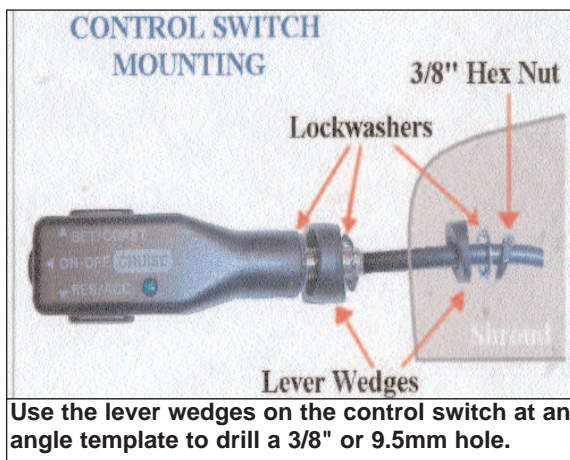 CONTROL SWITCH
MOUNTING
3/8" Hex Nut
Lockwashers
SET/COAST
ON-OFF CRUISE
RES/ACC
Shroud
Lever Wedges
Use the lever wedges on the control switch at an
angle template to drill a 3/8" or 9.5mm hole.